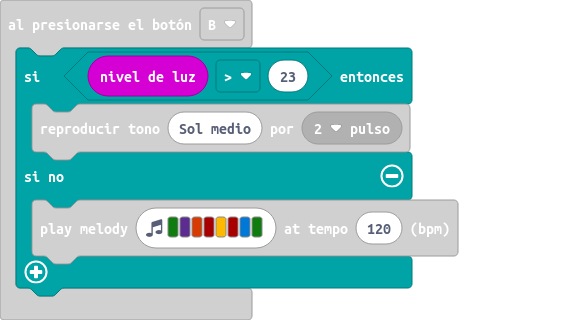 al presionarse el botón B
si nivel de luz > 23 entonces
reproducir tono Sol medio por 2 pulso
si no
play melody at tempo 120 (bpm)